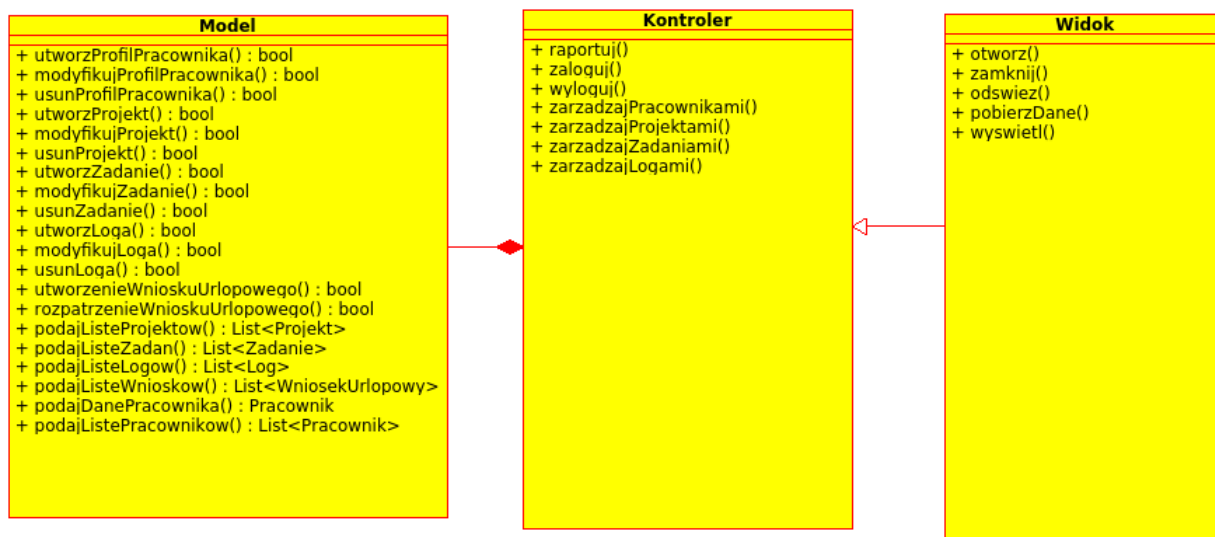 Model
+ utworzProfilPracownika() : bool
+ modyfikujProfilPracownika() : bool
+ usunProfilPracownika() : bool
+ utworzProjekt() : bool
+ modyfikujProjekt() : bool
+ usunProjekt() : bool
+ utworzZadanie() : bool
+ modyfikujZadanie() : bool
+ usunZadanie() : bool
+ utworzLoga() : bool
+ modyfikujLoga() : bool
+ usunLoga() : bool
+ utworzenieWnioskuUrlopowego() : bool
+ rozpatrzenieWnioskuUrlopowego() : bool
+ podajListeProjektow() : List<Projekt>
+ podajListeZadan() : List<Zadanie>
+ podajListeLogow() : List<Log>
+ podajListeWnioskow() : List<WniosekUrlopowy>
+ podajDanePracownika() : Pracownik
+ podajListePracownikow() : List<Pracownik>
Kontroler
+ raportuj()
+ zaloguj()
+ wyloguj()
+ zarzadzajPracownikami()
+ zarzadzajProjektami()
+ zarzadzajZadaniami()
+ zarzadzajLogami()
Widok
+ otworz()
+ zamknij()
+ odswiez()
+ pobierzDane()
+ wyswietl()